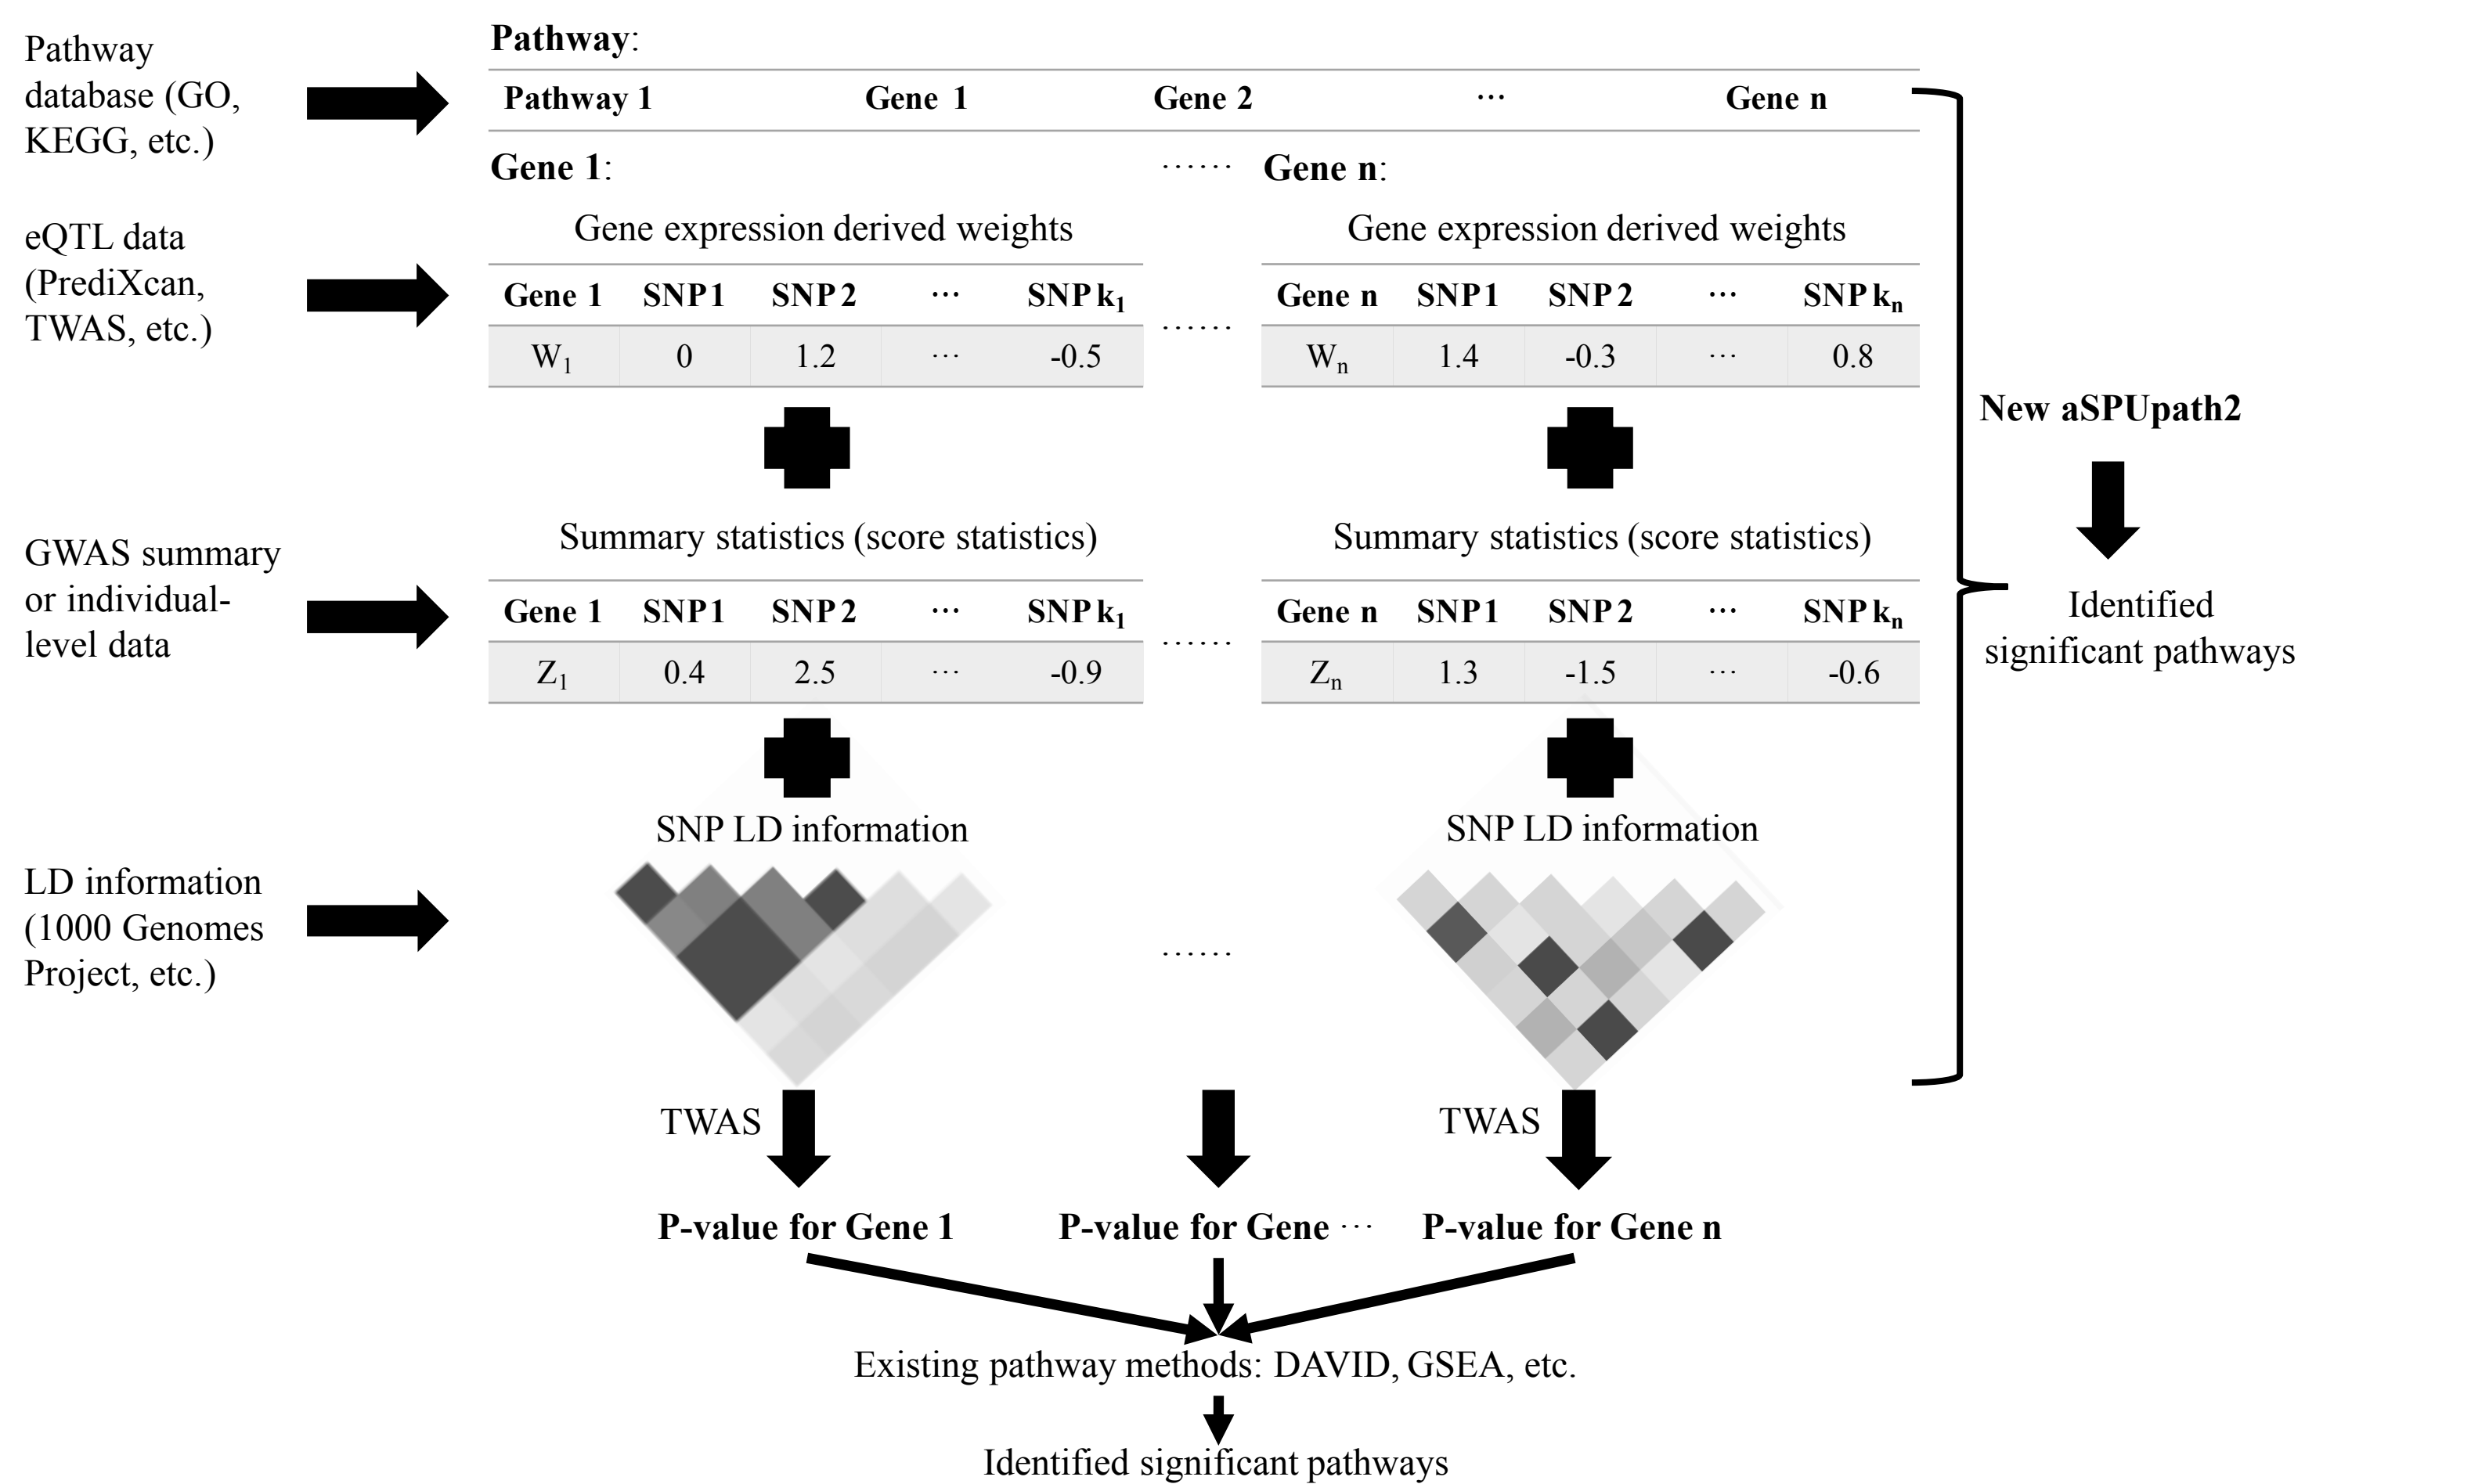 Pathway
database (GO,
KEGG, etc.)
Pathway:
Pathway 1 Gene 1 Gene 2 ... Gene n
Gene 1: ...... Gene n:
eQTL data
(PrediXcan,
TWAS, etc.)
Gene expression derived weights
Gene 1 SNP 1 SNP 2 ... SNP k1
W1 0 1.2 ... -0.5
......
Gene expression derived weights
Gene n SNP 1 SNP 2 ... SNP kn
Wn 1.4 -0.3 ... 0.8
GWAS summary
or individual-
level data
Summary statistics (score statistics)
Gene 1 SNP 1 SNP 2 ... SNP k1
Z1 0.4 2.5 ... -0.9
......
Summary statistics (score statistics)
Gene n SNP 1 SNP 2 ... SNP kn
Zn 1.3 -1.5 ... -0.6
LD information
(1000 Genomes
Project, etc.)
SNP LD information
......
SNP LD information
New aSPUpath2
Identified
significant pathways
TWAS
TWAS
P-value for Gene 1
P-value for Gene ...
P-value for Gene n
Existing pathway methods: DAVID, GSEA, etc.
Identified significant pathways